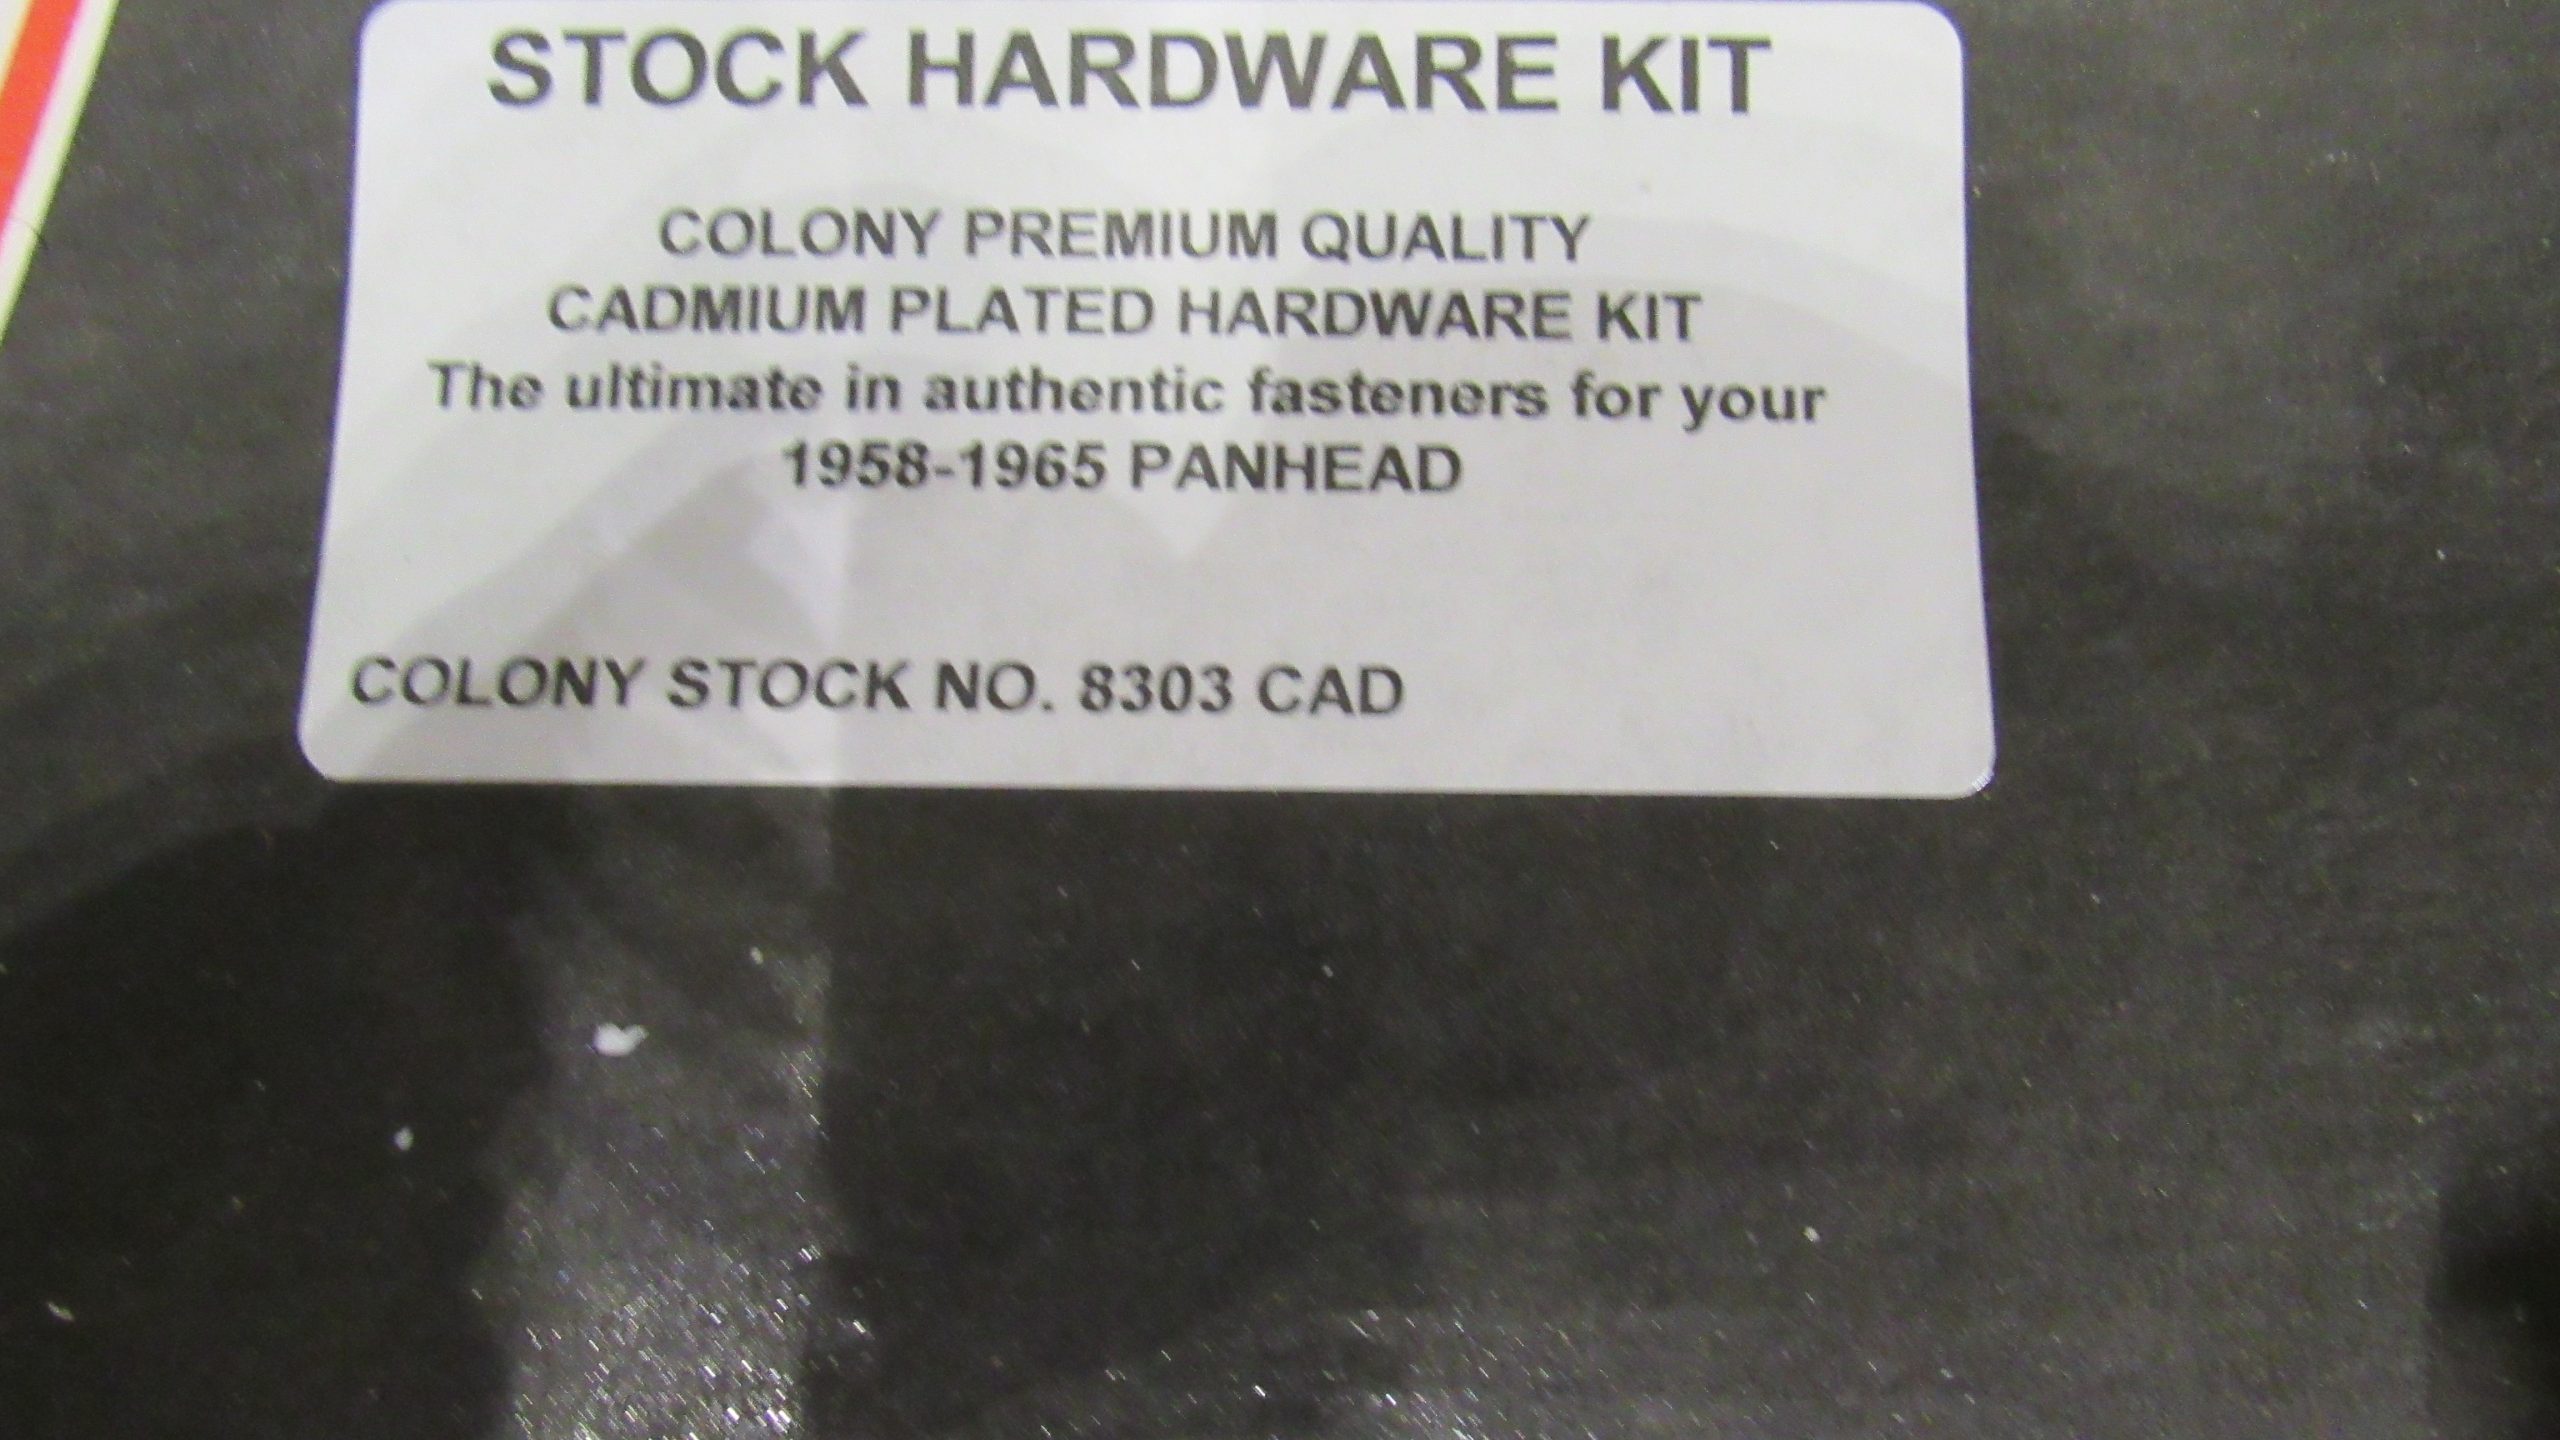 STOCK HARDWARE KIT
COLONY PREMIUM QUALITY
CADMIUM PLATED HARDWARE KIT
The ultimate in authentic fasteners for your
1958-1965 PANHEAD
COLONY STOCK NO. 8303 CAD